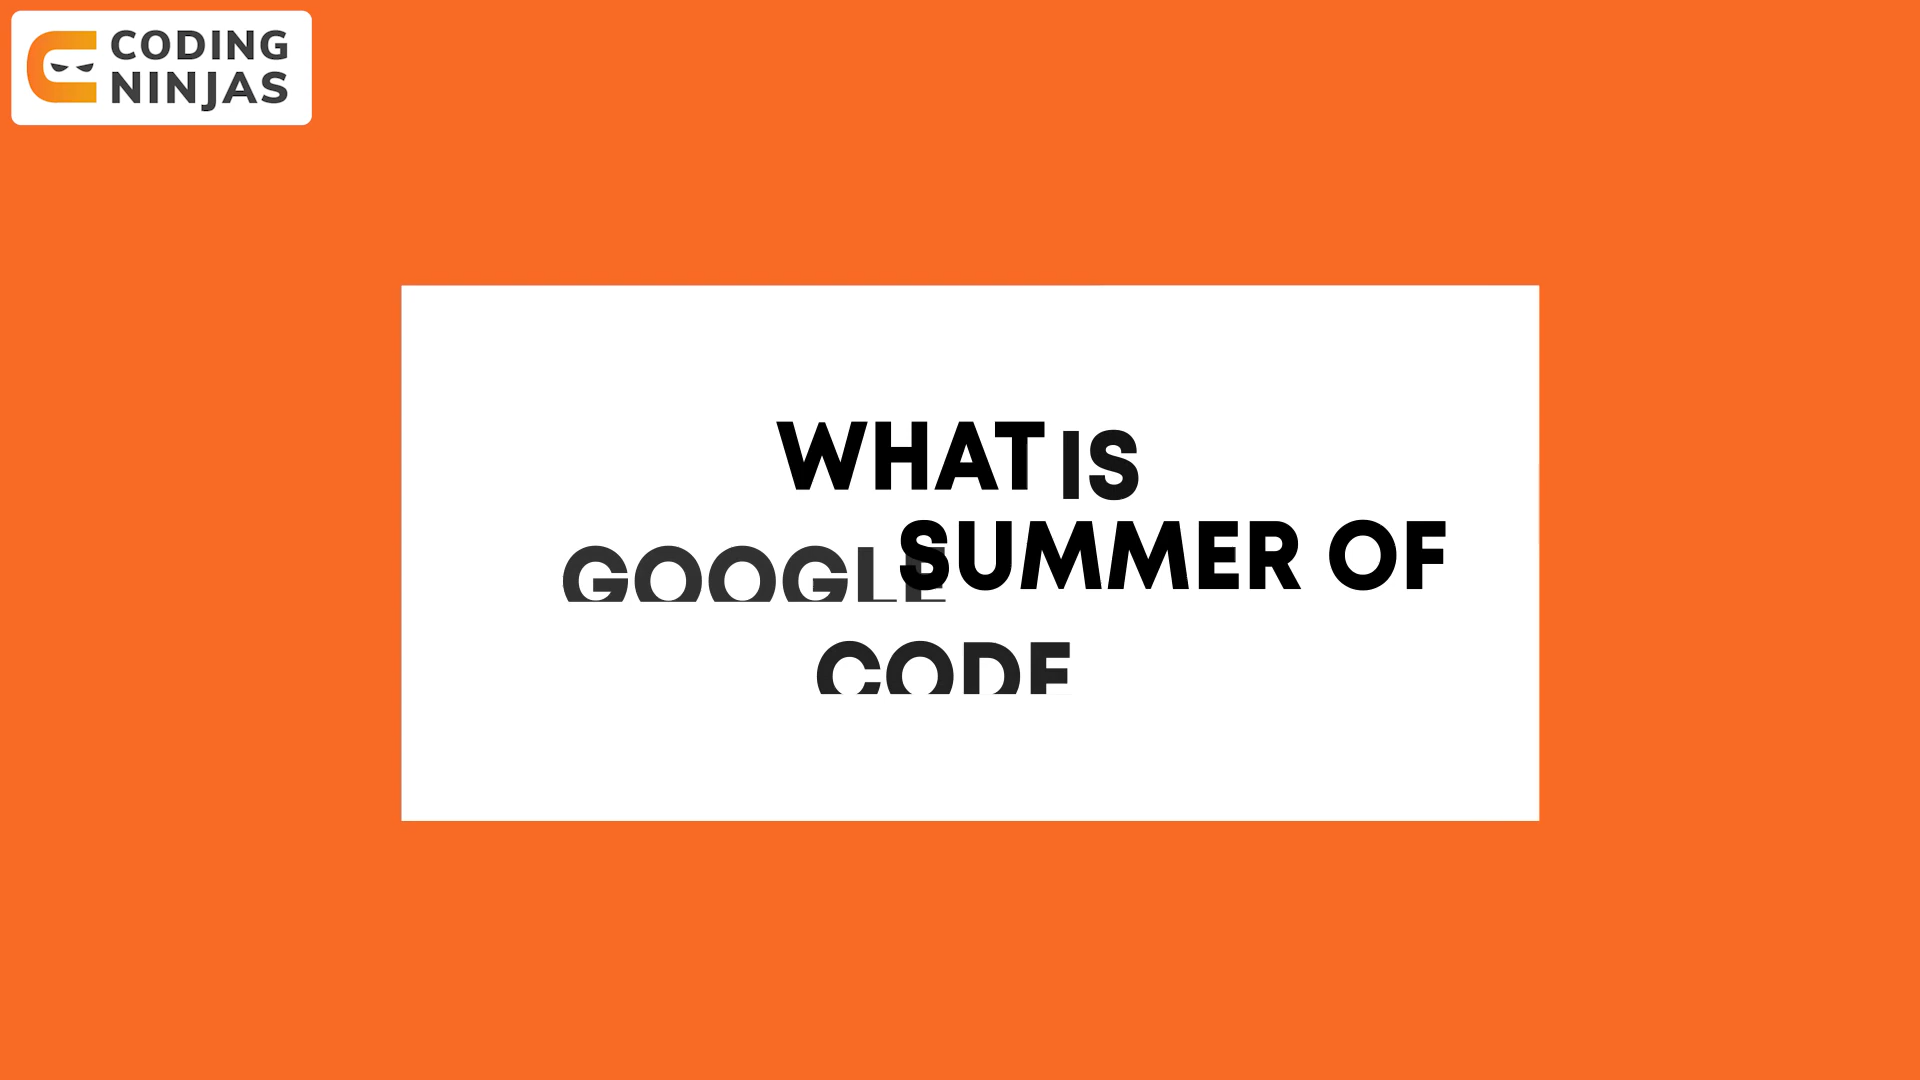 CODING
NINJAS
WHAT IS
GOOGLE SUMMER OF
CODE